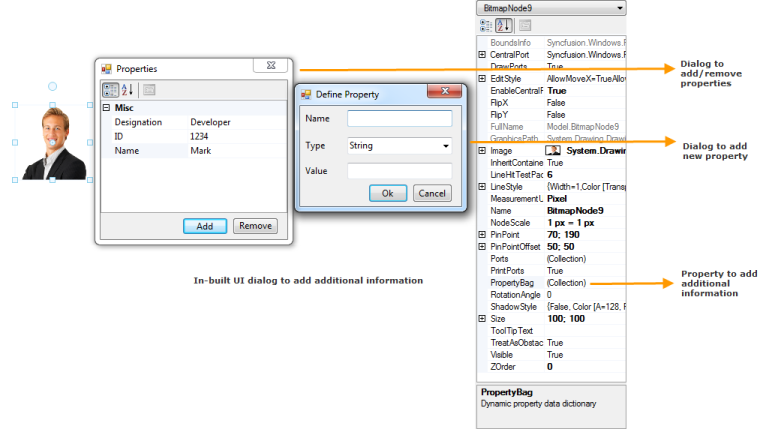 Properties
Misc
Designation Developer
ID 1234
Name Mark
Add Remove
Define Property
Name
Type String
Value
Ok Cancel
In-built UI dialog to add additional information
BitmapNode9
BoundsInfo Syncfusion.Windows.F
CentralPort Syncfusion.Windows.F
DrawPorts True
EditStyle AllowMoveX=TrueAllov
EnableCentralF True
FlipX False
FlipY False
FullName Model.BitmapNode9
GraphicsPath System.Drawing.Drawi
Image System.Drawin
InheritContaine True
LineHitTestPac 6
LineStyle {Width=1,Color [Transp
MeasurementU Pixel
Name BitmapNode9
NodeScale 1 px = 1 px
PinPoint 70; 190
PinPointOffset 50; 50
Ports (Collection)
PrintPorts True
PropertyBag (Collection)
RotationAngle 0
ShadowStyle {False, Color [A=128, F
Size 100; 100
ToolTipText
TreatAsObstac True
Visible True
ZOrder 0
PropertyBag
Dynamic property data dictionary
Dialog to
add/remove
properties
Dialog to add
new property
Property to add
additional
information